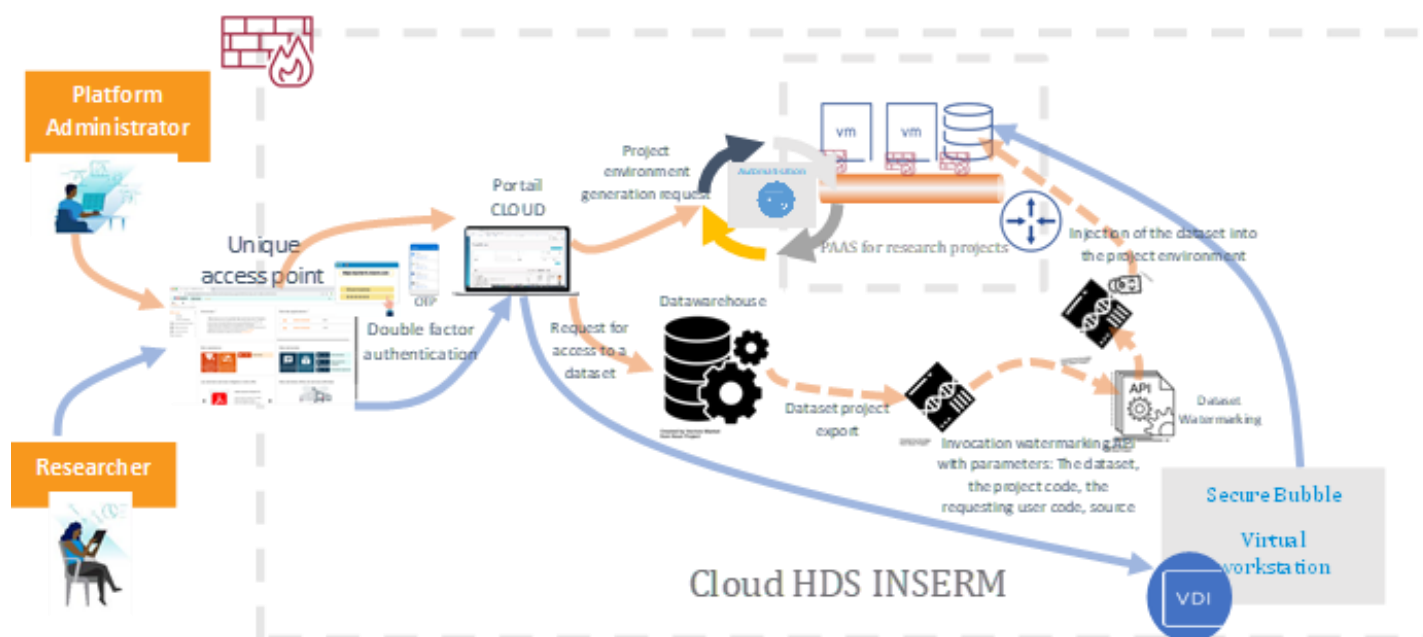 Platform
Administrator
Unique
access point
OTP
Double factor
authentication
Researcher
Portail
CLOUD
Project
environment
generation request
Automatisation
vm
vm
PAAS for research projects
Injection of the dataset into
the project environment
Request for
access to a
dataset
Datawarehouse
Dataset project
export
API
Dataset
Watermarking
Invocation watermarking API
with parameters: The dataset,
the project code, the
requesting user code, source
Secure Bubble
Virtual
workstation
VDI
Cloud HDS INSERM